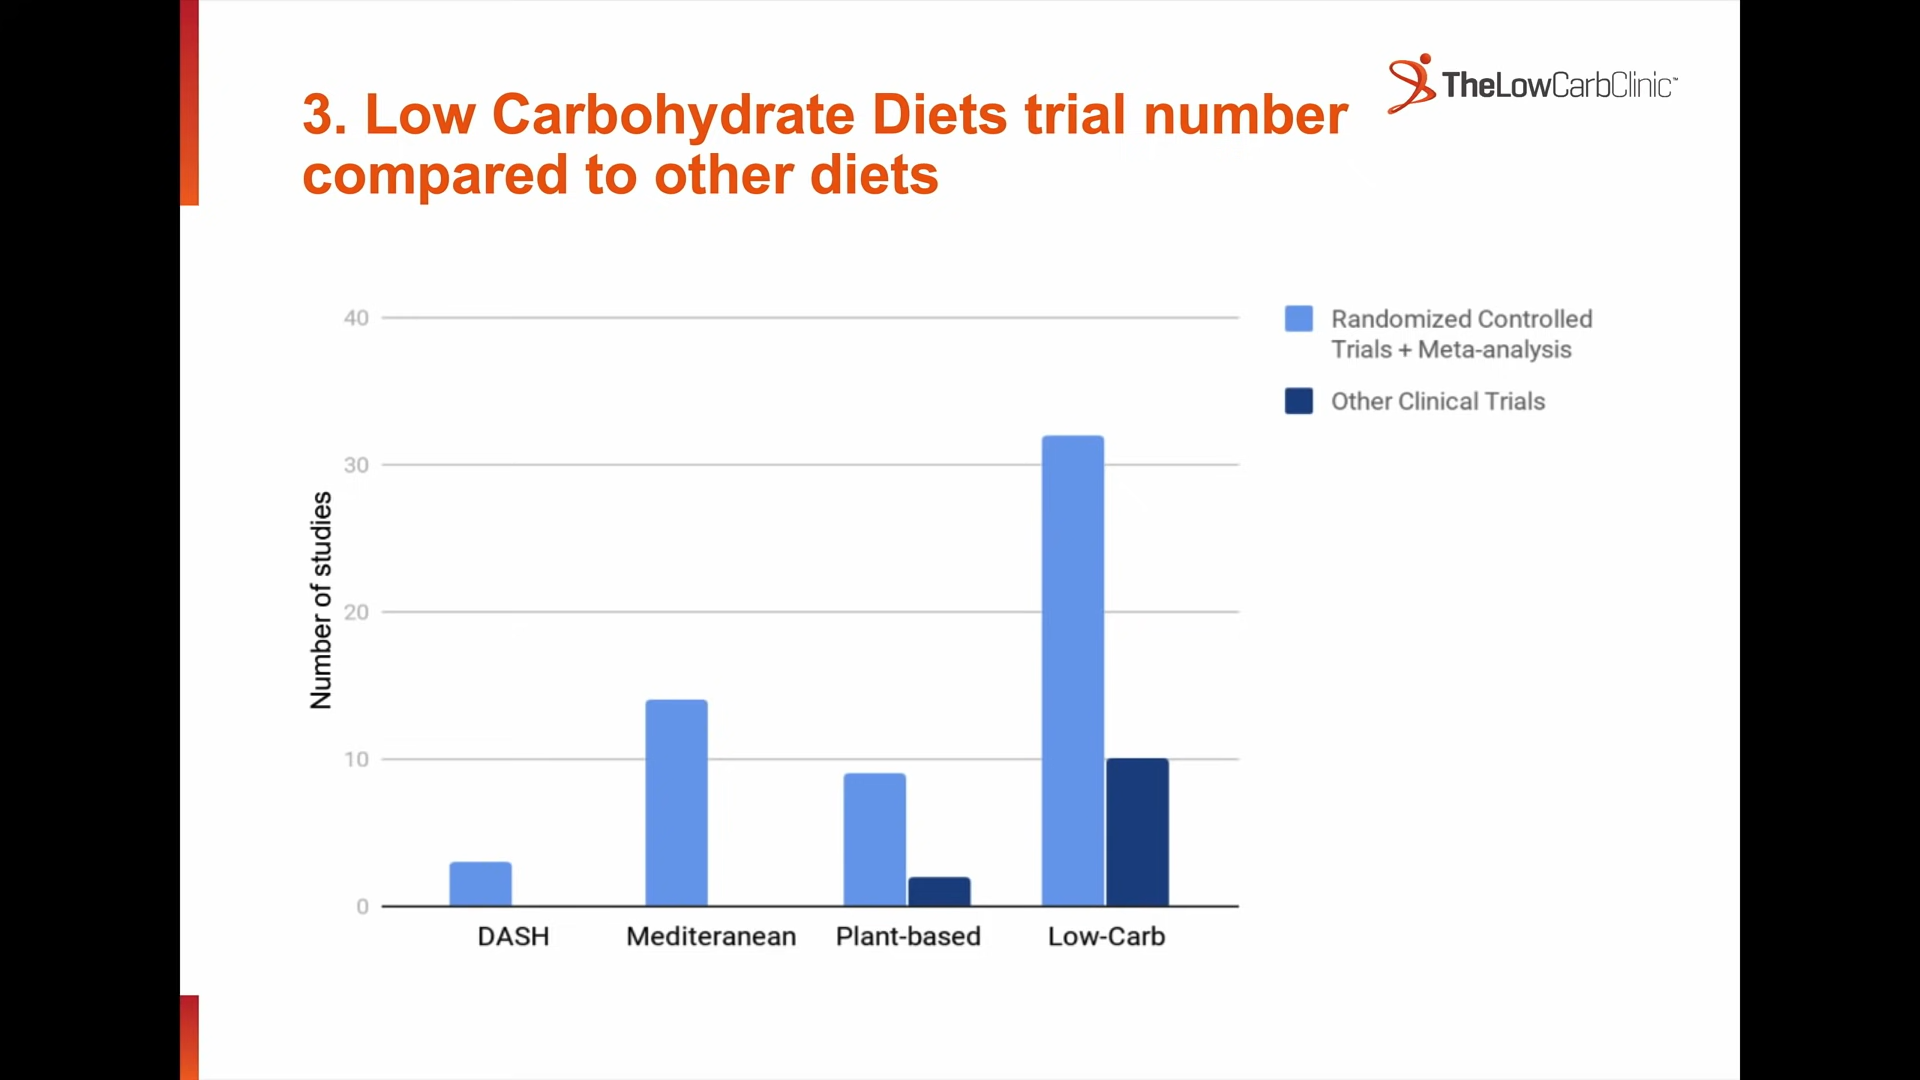 3. Low Carbohydrate Diets trial number
compared to other diets
TheLowCarbClinic™
40
30
20
10
0
Number of studies
DASH
Mediteranean
Plant-based
Low-Carb
Randomized Controlled
Trials + Meta-analysis
Other Clinical Trials